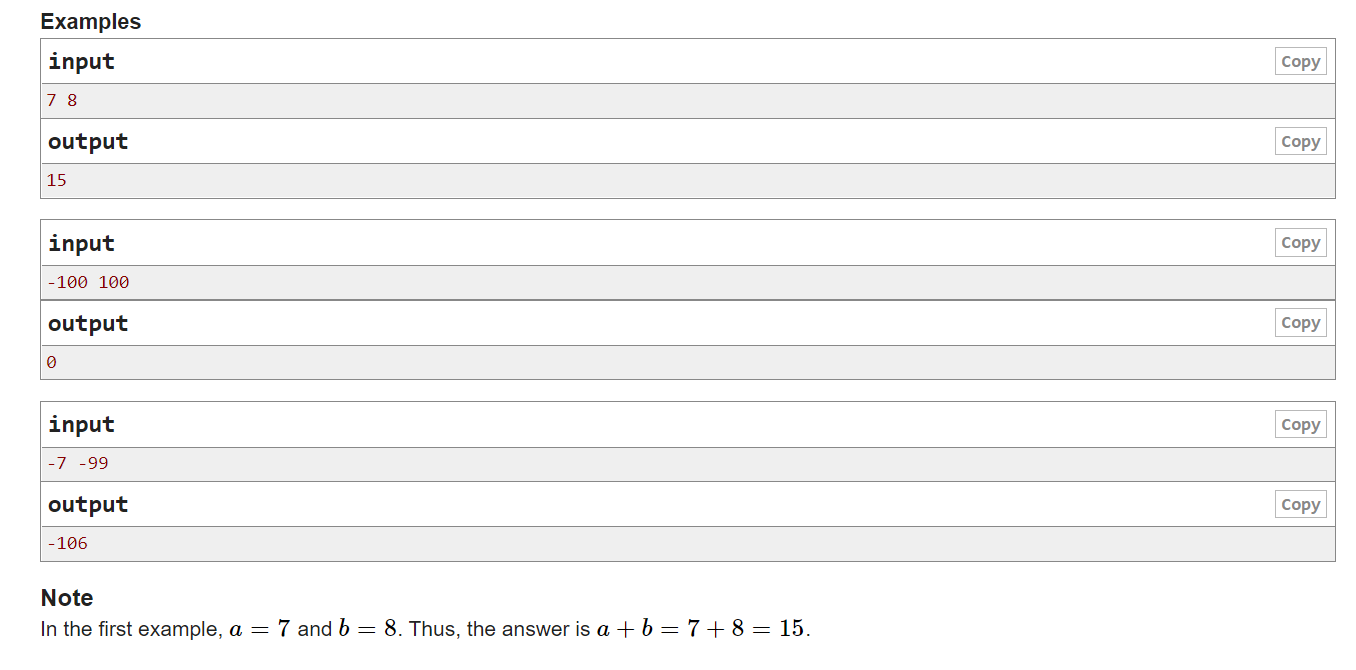 Examples
input
Copy
7 8
output
Copy
15
input
Copy
-100 100
output
Copy
0
input
Copy
-7 -99
output
Copy
-106
Note
In the first example, a = 7 and b = 8. Thus, the answer is a + b = 7 + 8 = 15.